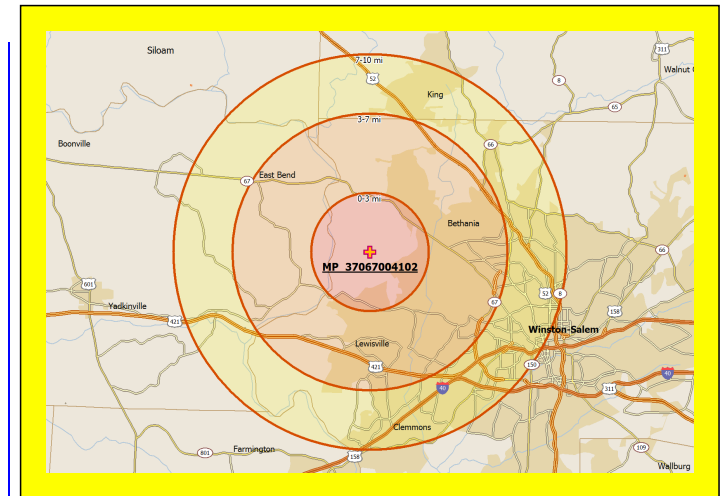 Siloam
7-10 mi
52
311
Walnut
King
8
65
3-7 mi
Boonville
66
67
East Bend
0-3 mi
Bethania
66
MP_37067004102
601
52
8
67
158
Yadkinville
421
Winston-Salem
Lewisville
421
150
40
40
311
Clemmons
801
Farmington
158
109
Wallburg